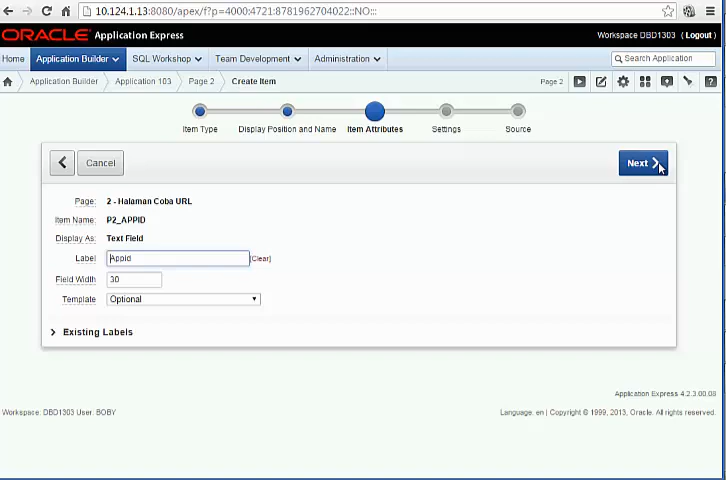 10.124.1.13:8080/apex/f?p=4000:4721:8781962704022::NO:::
ORACLE Application Express
Workspace DBD1303 (Logout)
Home Application Builder SQL Workshop Team Development Administration Search Application
Application Builder Application 103 Page 2 Create Item Page 2
Item Type Display Position and Name Item Attributes Settings Source
Cancel Next
Page: 2 - Halaman Coba URL
Item Name: P2_APPID
Display As: Text Field
Label Appid [Clear]
Field Width 30
Template Optional
Existing Labels
Application Express 4.2.3.00.08
Workspace: DBD1303 User: BOBY Language: en | Copyright © 1999, 2013, Oracle. All rights reserved.